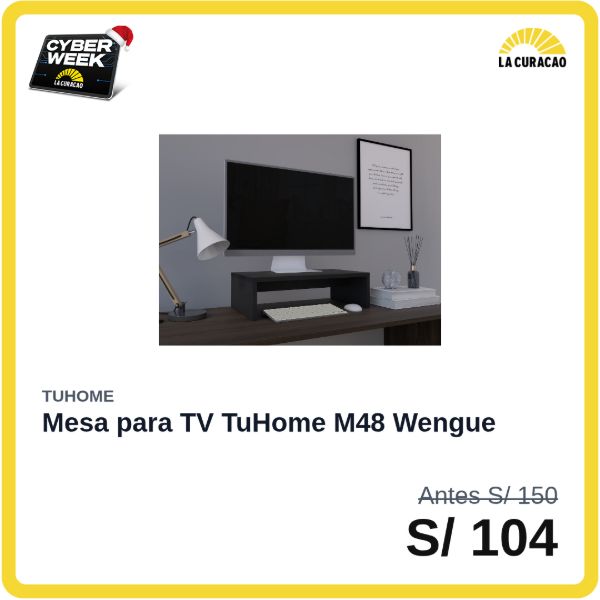 CYBER
WEEK
LA CURACAO
LA CURACAO
TUHOME
Mesa para TV TuHome M48 Wengue
Antes S/ 150
S/ 104